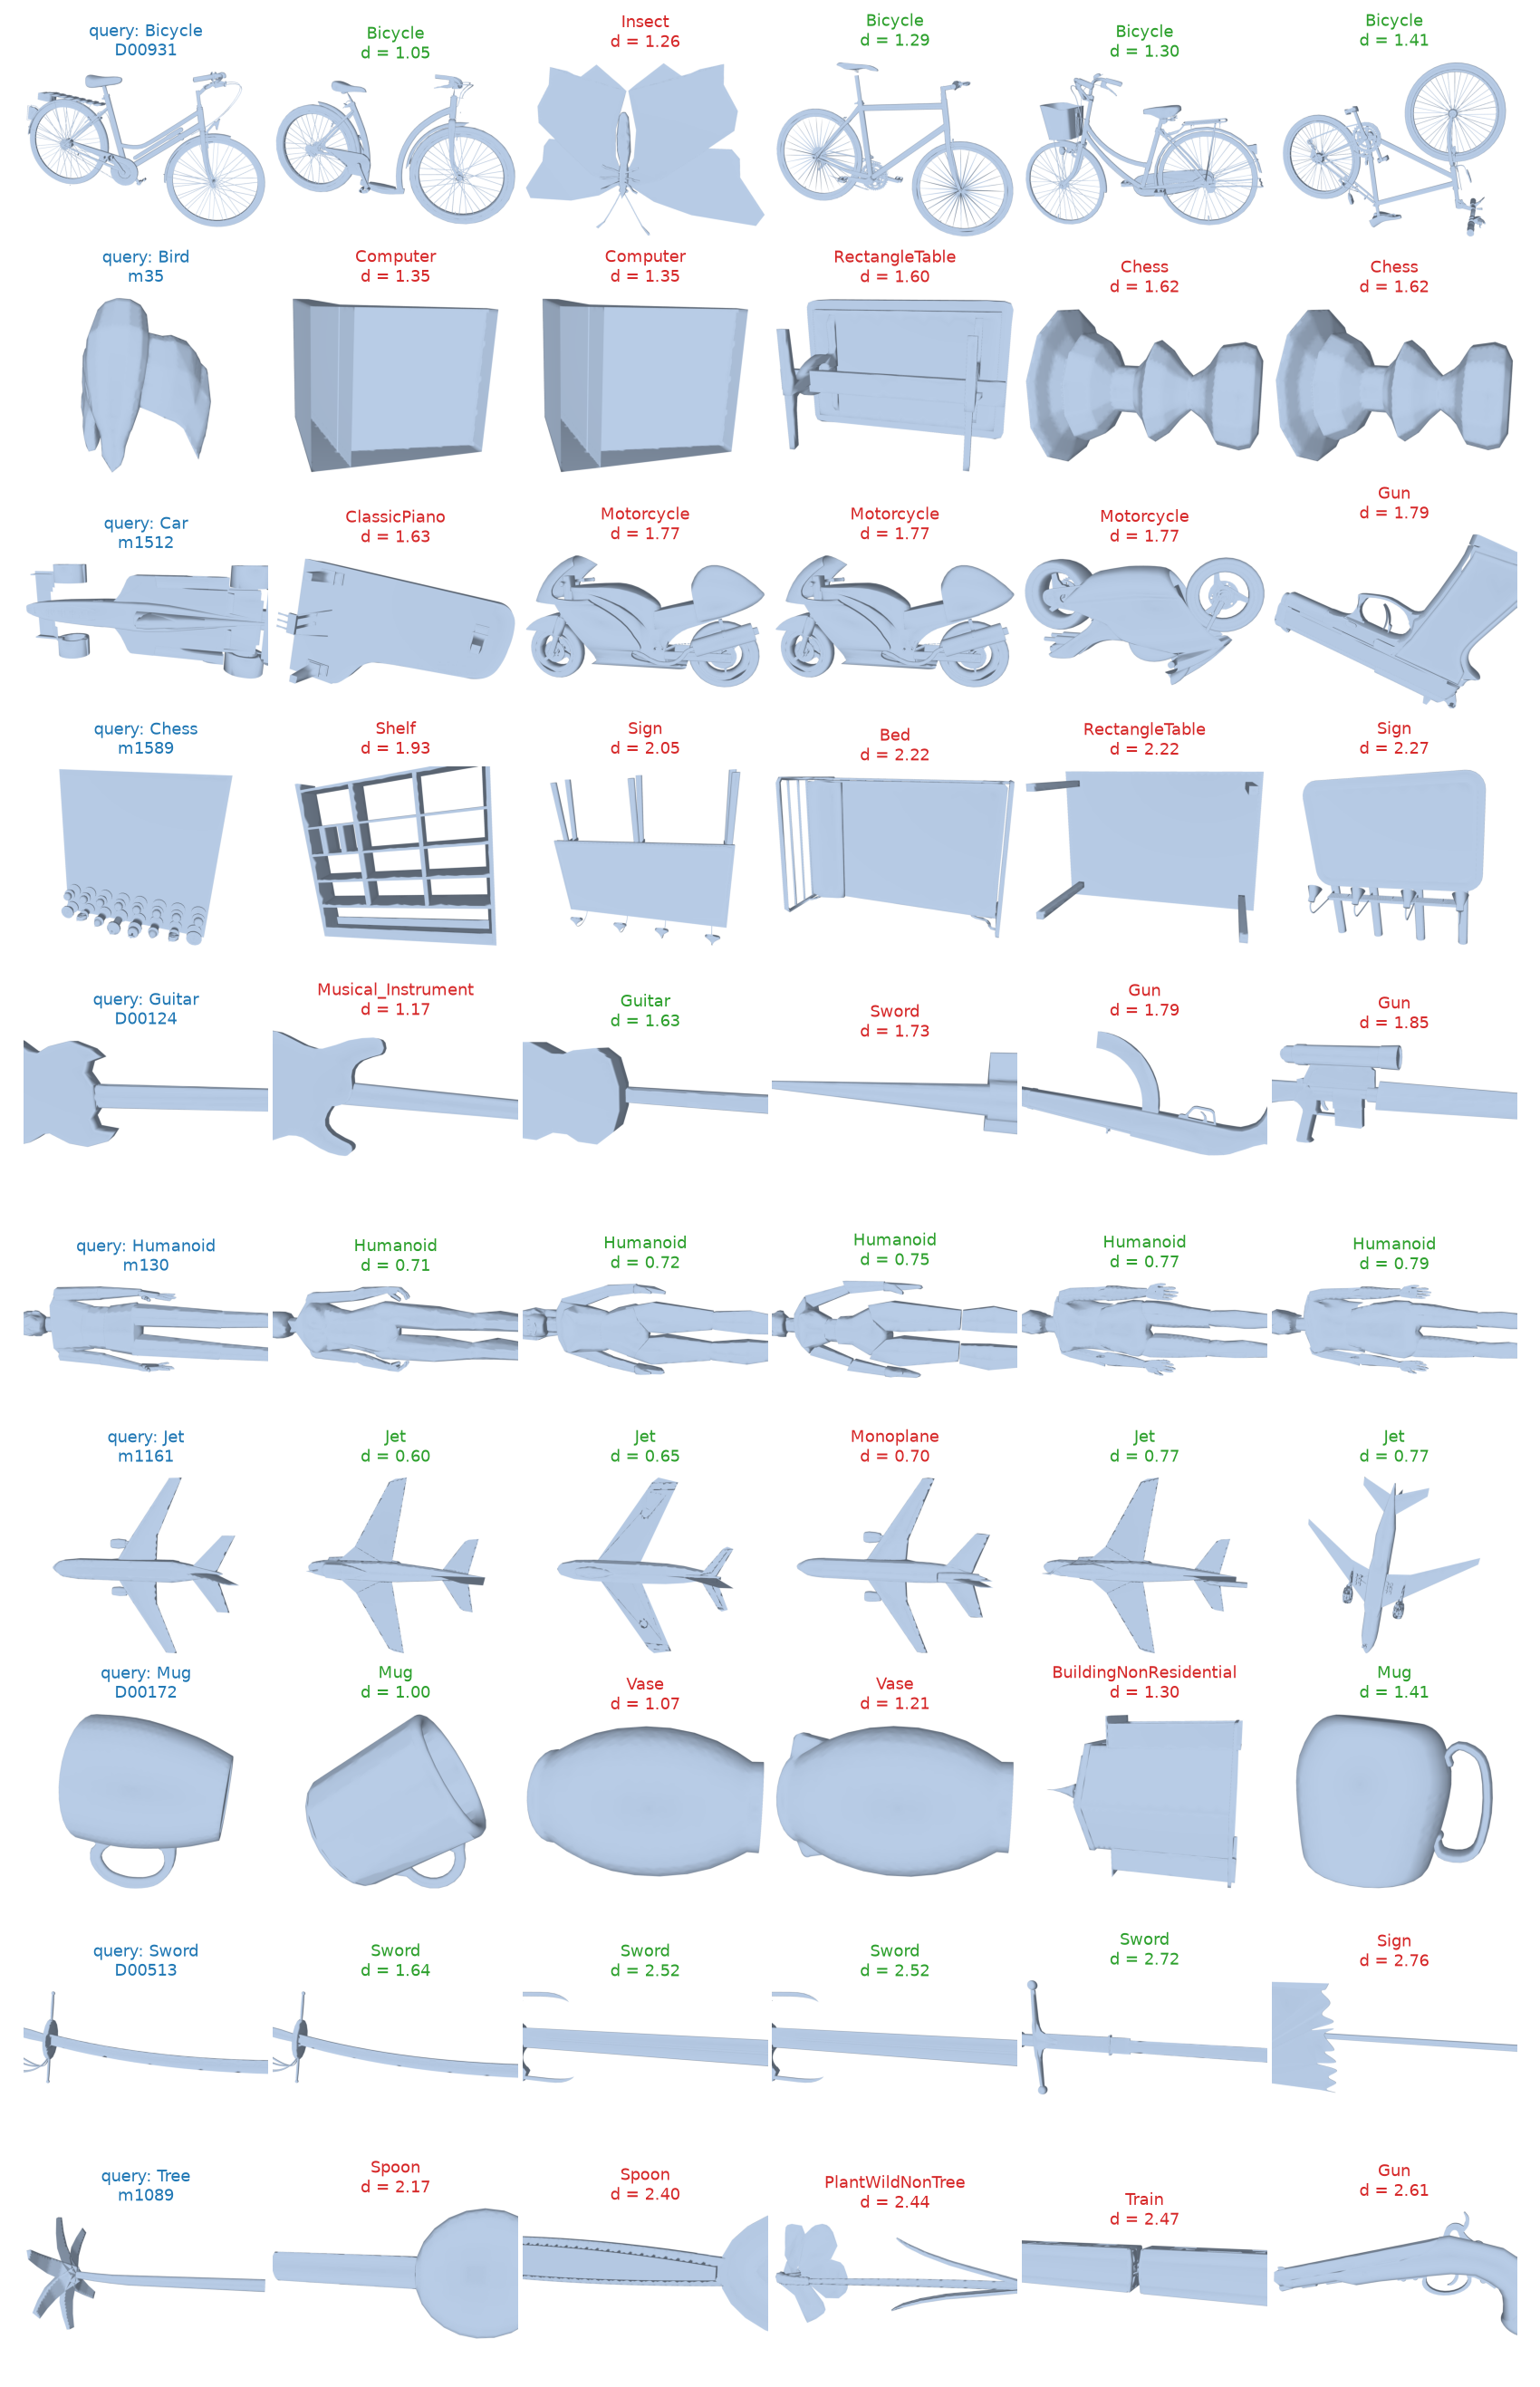 query: Bicycle
D00931
Bicycle
d = 1.05
Insect
d = 1.26
Bicycle
d = 1.29
Bicycle
d = 1.30
Bicycle
d = 1.41
query: Bird
m35
Computer
d = 1.35
Computer
d = 1.35
RectangleTable
d = 1.60
Chess
d = 1.62
Chess
d = 1.62
query: Car
m1512
ClassicPiano
d = 1.63
Motorcycle
d = 1.77
Motorcycle
d = 1.77
Motorcycle
d = 1.77
Gun
d = 1.79
query: Chess
m1589
Shelf
d = 1.93
Sign
d = 2.05
Bed
d = 2.22
RectangleTable
d = 2.22
Sign
d = 2.27
query: Guitar
D00124
Musical_Instrument
d = 1.17
Guitar
d = 1.63
Sword
d = 1.73
Gun
d = 1.79
Gun
d = 1.85
query: Humanoid
m130
Humanoid
d = 0.71
Humanoid
d = 0.72
Humanoid
d = 0.75
Humanoid
d = 0.77
Humanoid
d = 0.79
query: Jet
m1161
Jet
d = 0.60
Jet
d = 0.65
Monoplane
d = 0.70
Jet
d = 0.77
Jet
d = 0.77
query: Mug
D00172
Mug
d = 1.00
Vase
d = 1.07
Vase
d = 1.21
BuildingNonResidential
d = 1.30
Mug
d = 1.41
query: Sword
D00513
Sword
d = 1.64
Sword
d = 2.52
Sword
d = 2.52
Sword
d = 2.72
Sign
d = 2.76
query: Tree
m1089
Spoon
d = 2.17
Spoon
d = 2.40
PlantWildNonTree
d = 2.44
Train
d = 2.47
Gun
d = 2.61